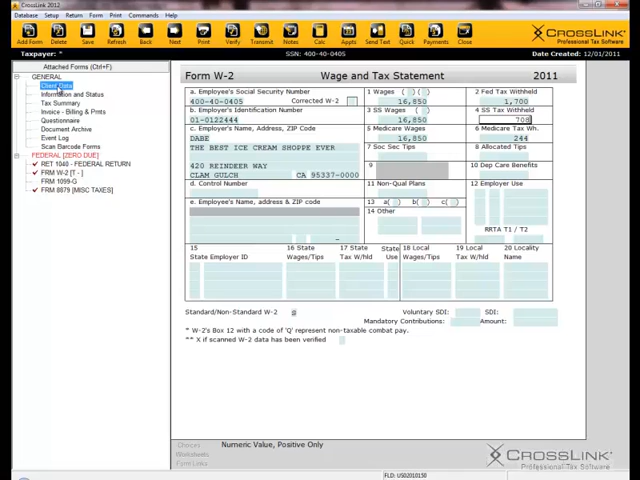 CrossLink 2012
Database Setup Return Form Print Commands Help
Add Form Delete Save Refresh Back Next Print Verify Transmit Notes Calc Appts Send Text Quick Payments Close
CROSSLINK
Professional Tax Software
Taxpayer: * SSN: 400-40-0405 Date Created: 12/01/2011
Attached Forms (Ctrl+F)
GENERAL
Client Data
Information and Status
Tax Summary
Invoice - Billing & Pmts
Questionnaire
Document Archive
Event Log
Scan Barcode Forms
FEDERAL [ZERO DUE]
RET 1040 - FEDERAL RETURN
FRM W-2 [T - ]
FRM 1099-G
FRM 8879 [MISC TAXES]
Form W-2 Wage and Tax Statement 2011
a. Employee's Social Security Number 1 Wages ( ) ( ) 2 Fed Tax Withheld
400-40-0405 Corrected W-2 16,850 1,700
b. Employer's Identification Number 3 SS Wages ( ) 4 SS Tax Withheld
01-0122444 16,850 708
c. Employer's Name, Address, ZIP Code 5 Medicare Wages 6 Medicare Tax Wh.
DABE 16,850 244
THE BEST ICE CREAM SHOPPE EVER 7 Soc Sec Tips 8 Allocated Tips
420 REINDEER WAY 9 10 Dep Care Benefits
CLAM GULCH CA 95337-0000
d. Control Number 11 Non-Qual Plans 12 Employer Use
e. Employee's Name, address & ZIP code 13 a( ) b( ) c( )
14 Other
RRTA T1 / T2
15 16 State 17 State State 18 Local 19 Local 20 Locality
State Employer ID Wages/Tips Tax W/hld Use Wages/Tips Tax W/hld Name
Standard/Non-Standard W-2 Voluntary SDI: SDI:
Mandatory Contributions: Amount:
* W-2's Box 12 with a code of 'Q' represent non-taxable combat pay.
** X if scanned W-2 data has been verified
Choices Numeric Value, Positive Only
Worksheets
Form Links
CROSSLINK
Professional Tax Software
FLD: US02010150